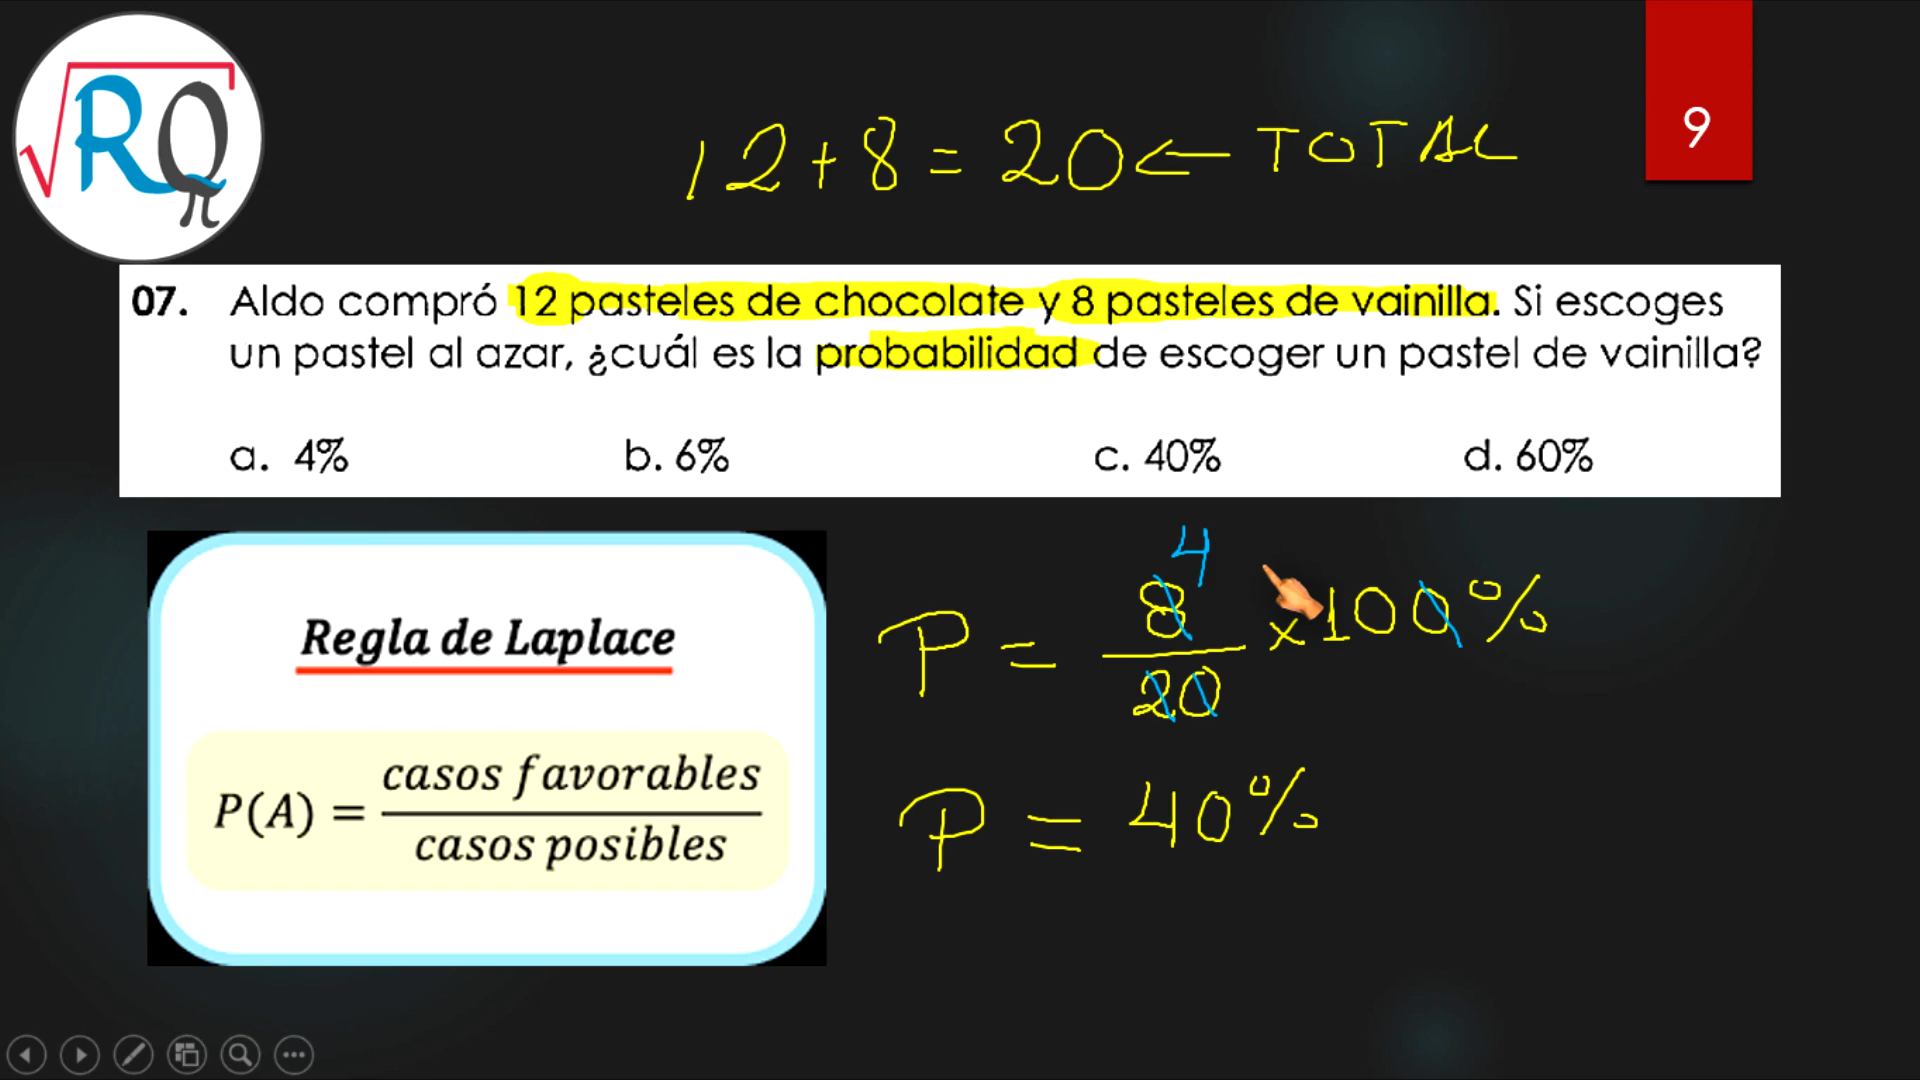 RQ
π
12+8=20← TOTAL
9
07. Aldo compró 12 pasteles de chocolate y 8 pasteles de vainilla. Si escoges
un pastel al azar, ¿cuál es la probabilidad de escoger un pastel de vainilla?
a. 4% b. 6% c. 40% d. 60%
Regla de Laplace
P(A) = casos favorables
casos posibles
4
P = 8 x 100%
20
P = 40%